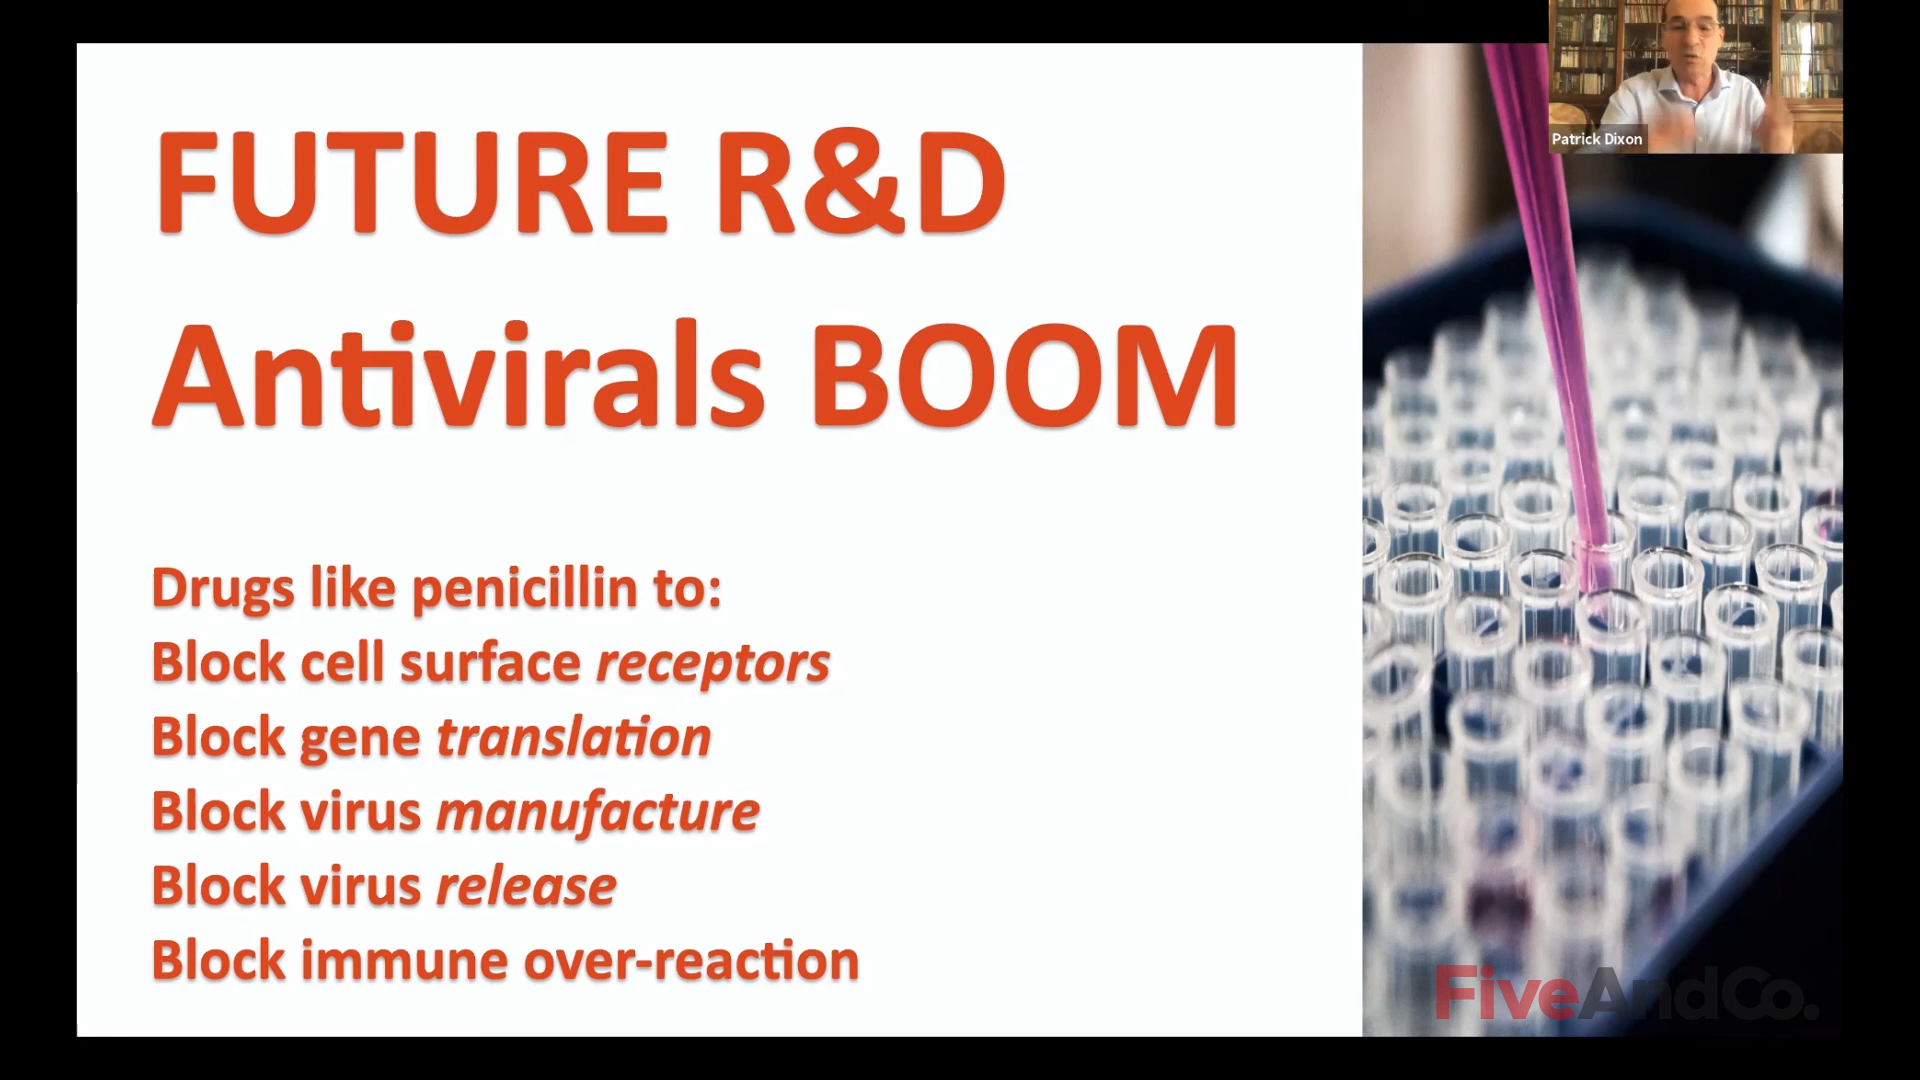 FUTURE R&D
Antivirals BOOM
Drugs like penicillin to:
Block cell surface receptors
Block gene translation
Block virus manufacture
Block virus release
Block immune over-reaction
Patrick Dixon
FiveAndCo.